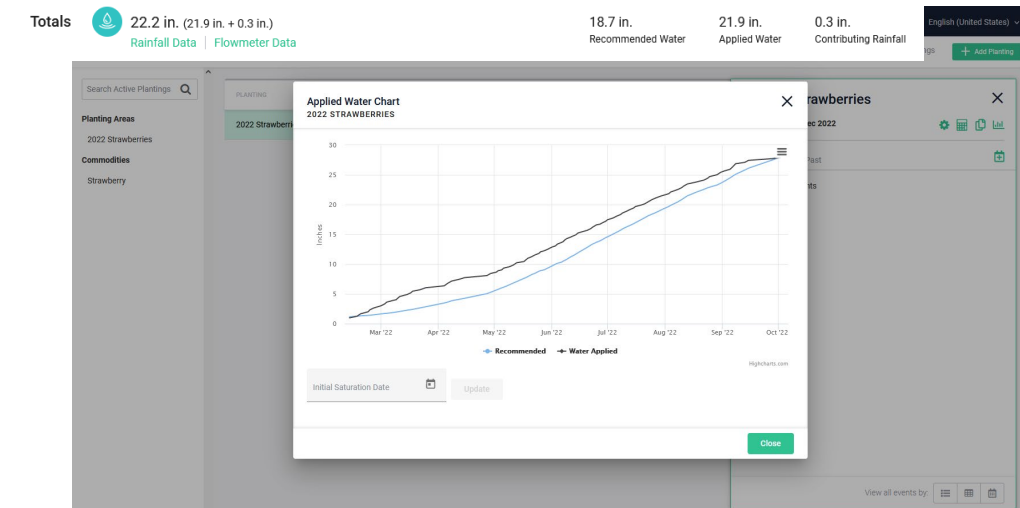 Totals
22.2 in. (21.9 in. + 0.3 in.)
Rainfall Data | Flowmeter Data
18.7 in.
Recommended Water
21.9 in.
Applied Water
0.3 in.
Contributing Rainfall
English (United States)
+ Add Planting
Search Active Plantings
Planting Areas
2022 Strawberries
Commodities
Strawberry
PLANTING
2022 Strawberri
Applied Water Chart
2022 STRAWBERRIES
30
25
20
15
10
5
0
Inches
Mar '22 Apr '22 May '22 Jun '22 Jul '22 Aug '22 Sep '22 Oct '22
Recommended Water Applied
Highcharts.com
Initial Saturation Date
Update
Close
rawberries
ec 2022
Past
nts
View all events by: